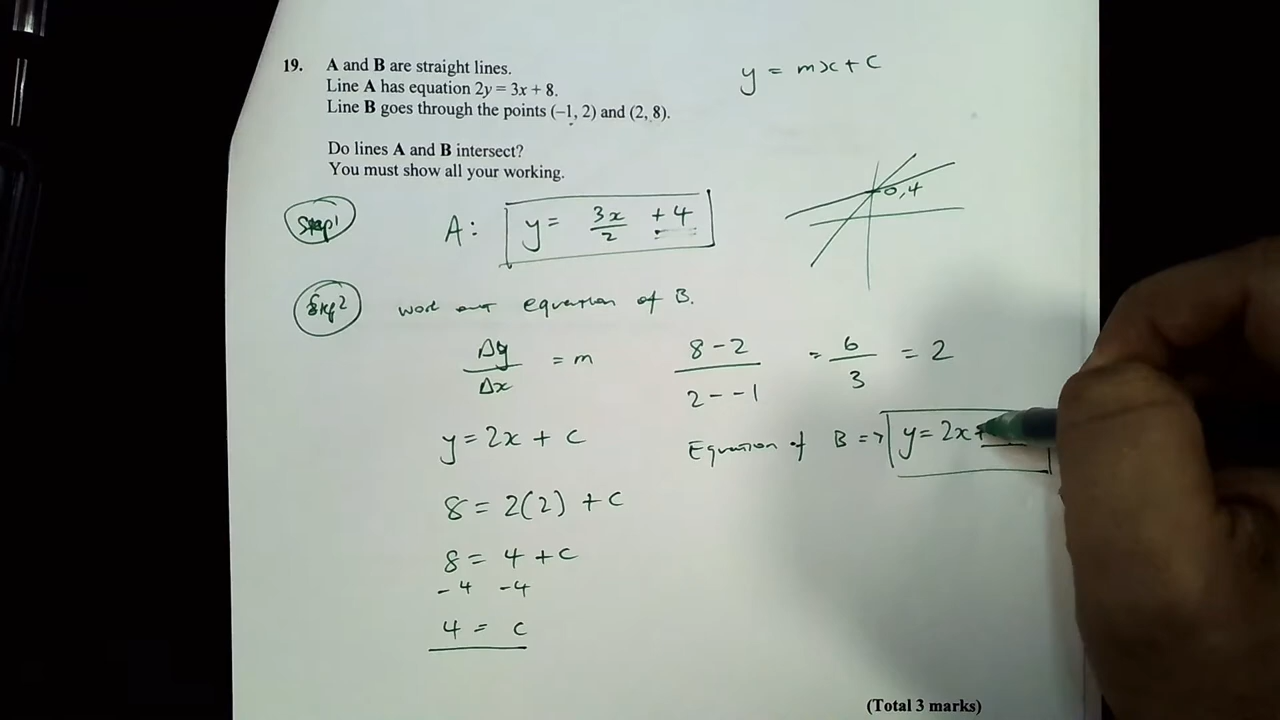 19. A and B are straight lines.
Line A has equation 2y = 3x + 8.
Line B goes through the points (−1, 2) and (2, 8).
y = mx + c
Do lines A and B intersect?
You must show all your working.
0,4
Step 1
A: y = 3x/2 + 4
Step 2 work out equation of B.
Δy/Δx = m 8 - 2 / 2 - -1 = 6/3 = 2
y = 2x + c
Equation of B => y = 2x +
8 = 2(2) + c
8 = 4 + c
- 4 - 4
4 = c
(Total 3 marks)